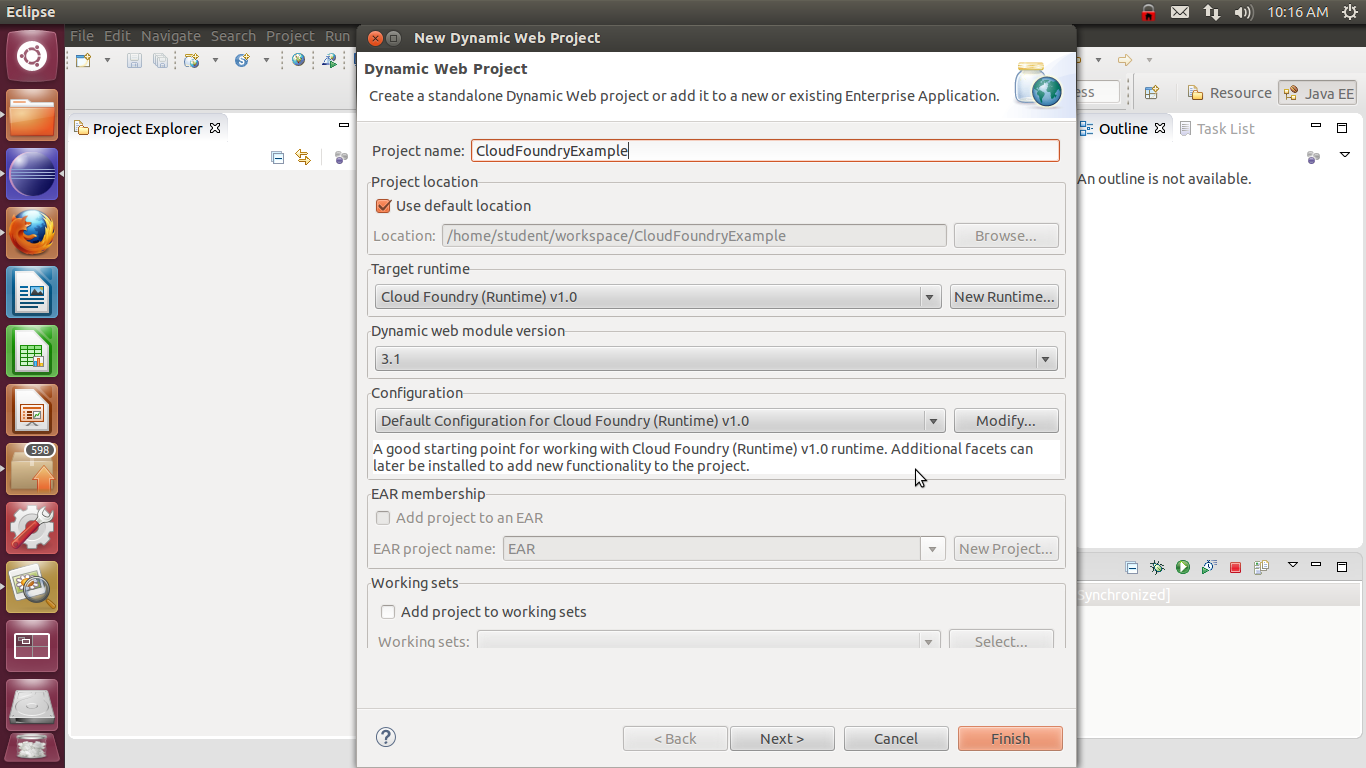 Eclipse
10:16 AM
File Edit Navigate Search Project Run
New Dynamic Web Project
Dynamic Web Project
Create a standalone Dynamic Web project or add it to a new or existing Enterprise Application.
Resource
Java EE
Project Explorer
Outline
Task List
An outline is not available.
Project name: CloudFoundryExample
Project location
Use default location
Location: /home/student/workspace/CloudFoundryExample
Browse...
Target runtime
Cloud Foundry (Runtime) v1.0
New Runtime...
Dynamic web module version
3.1
Configuration
Default Configuration for Cloud Foundry (Runtime) v1.0
Modify...
A good starting point for working with Cloud Foundry (Runtime) v1.0 runtime. Additional facets can
later be installed to add new functionality to the project.
598
EAR membership
Add project to an EAR
EAR project name: EAR
New Project...
Working sets
Add project to working sets
Working sets:
Select...
Synchronized]
< Back
Next >
Cancel
Finish